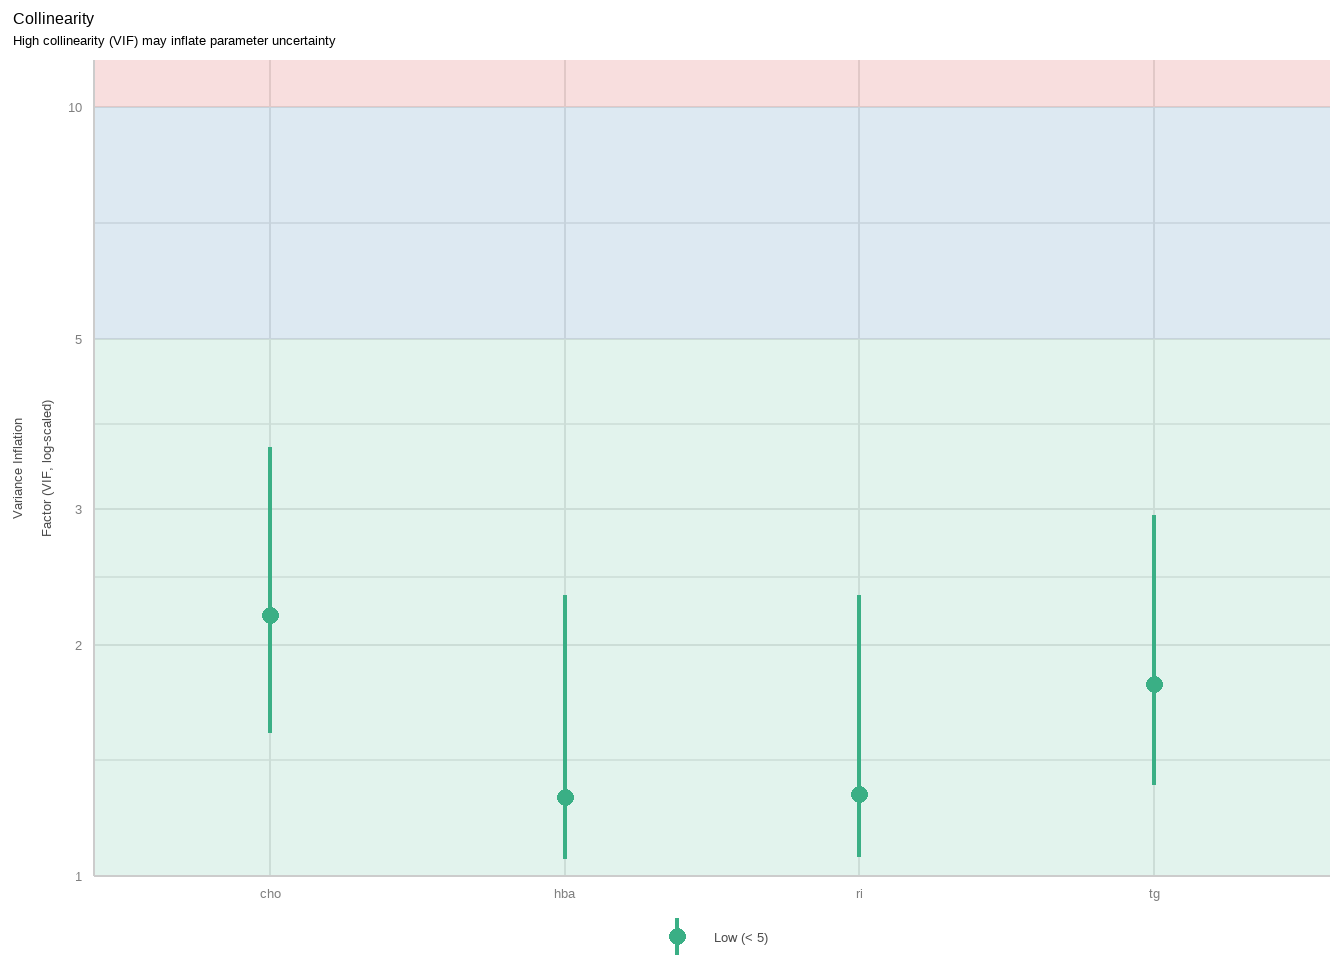 Collinearity
High collinearity (VIF) may inflate parameter uncertainty
Variance Inflation
Factor (VIF, log-scaled)
10
5
3
2
1
cho
hba
ri
tg
Low (< 5)